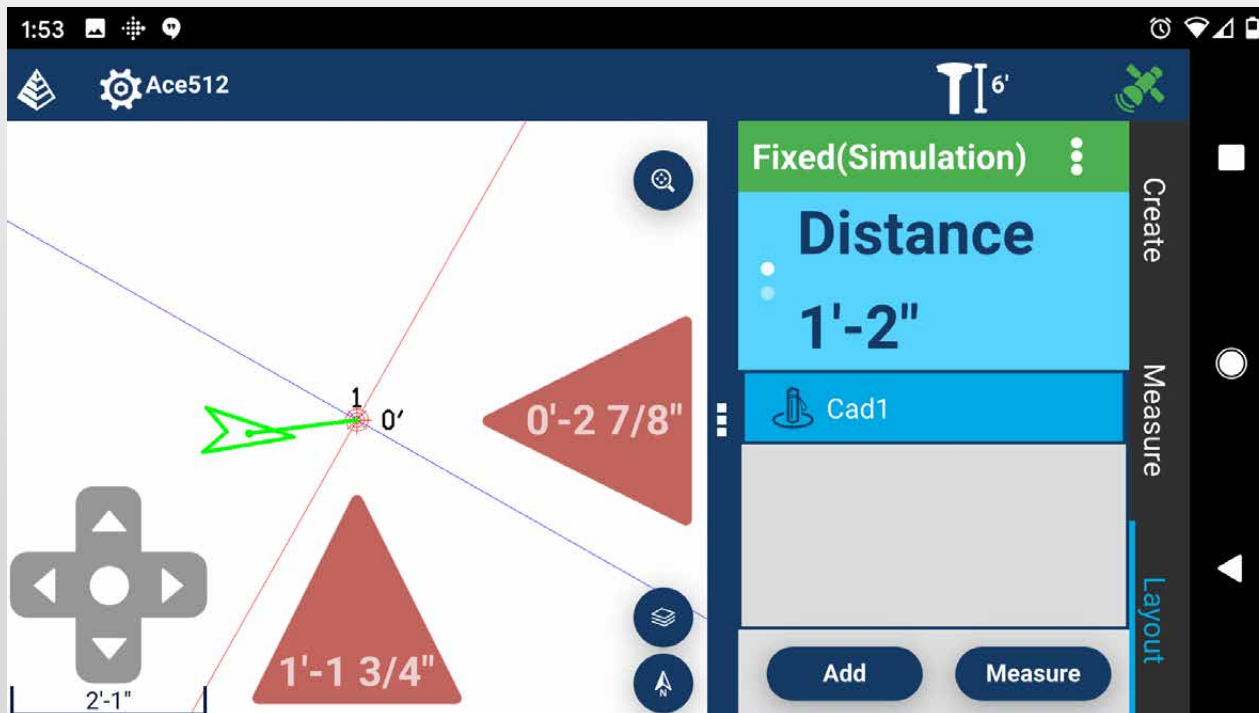 1:53
Ace512
6'
Fixed(Simulation)
Distance
1'-2"
Cad1
1
0'
0'-2 7/8"
1'-1 3/4"
2'-1"
N
Add
Measure
Create
Measure
Layout